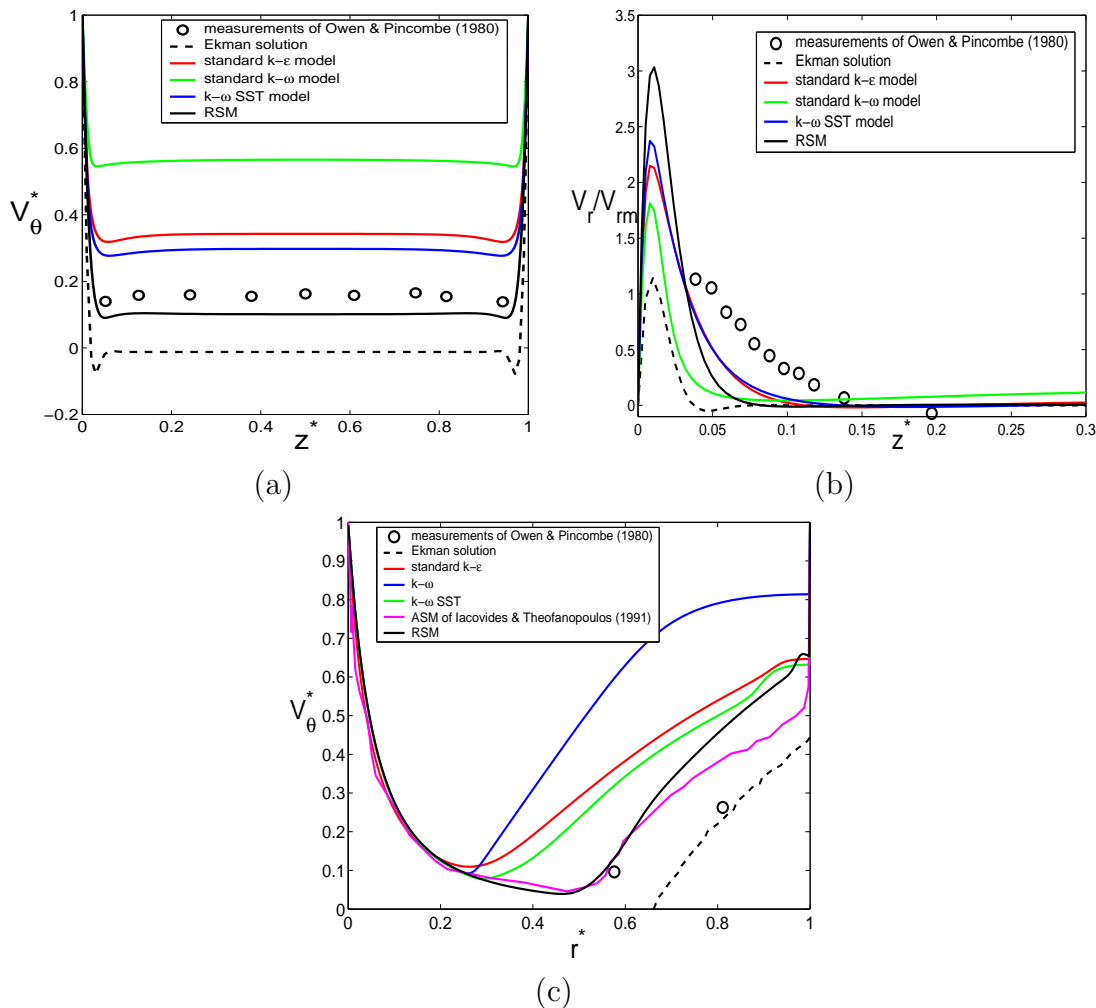 1
0.8
0.6
0.4
0.2
0
−0.2
V*θ
measurements of Owen & Pincombe (1980)
Ekman solution
standard k−ε model
standard k−ω model
k−ω SST model
RSM
0 0.2 0.4 0.6 0.8 1
z*
(a)
3.5
3
2.5
2
1.5
1
0.5
0
Vr/Vrm
measurements of Owen & Pincombe (1980)
Ekman solution
standard k−ε model
standard k−ω model
k−ω SST model
RSM
0 0.05 0.1 0.15 0.2 0.25 0.3
z*
(b)
1
0.9
0.8
0.7
0.6
0.5
0.4
0.3
0.2
0.1
0
V*θ
measurements of Owen & Pincombe (1980)
Ekman solution
standard k−ε
k−ω
k−ω SST
ASM of Iacovides & Theofanopoulos (1991)
RSM
0 0.2 0.4 0.6 0.8 1
r*
(c)